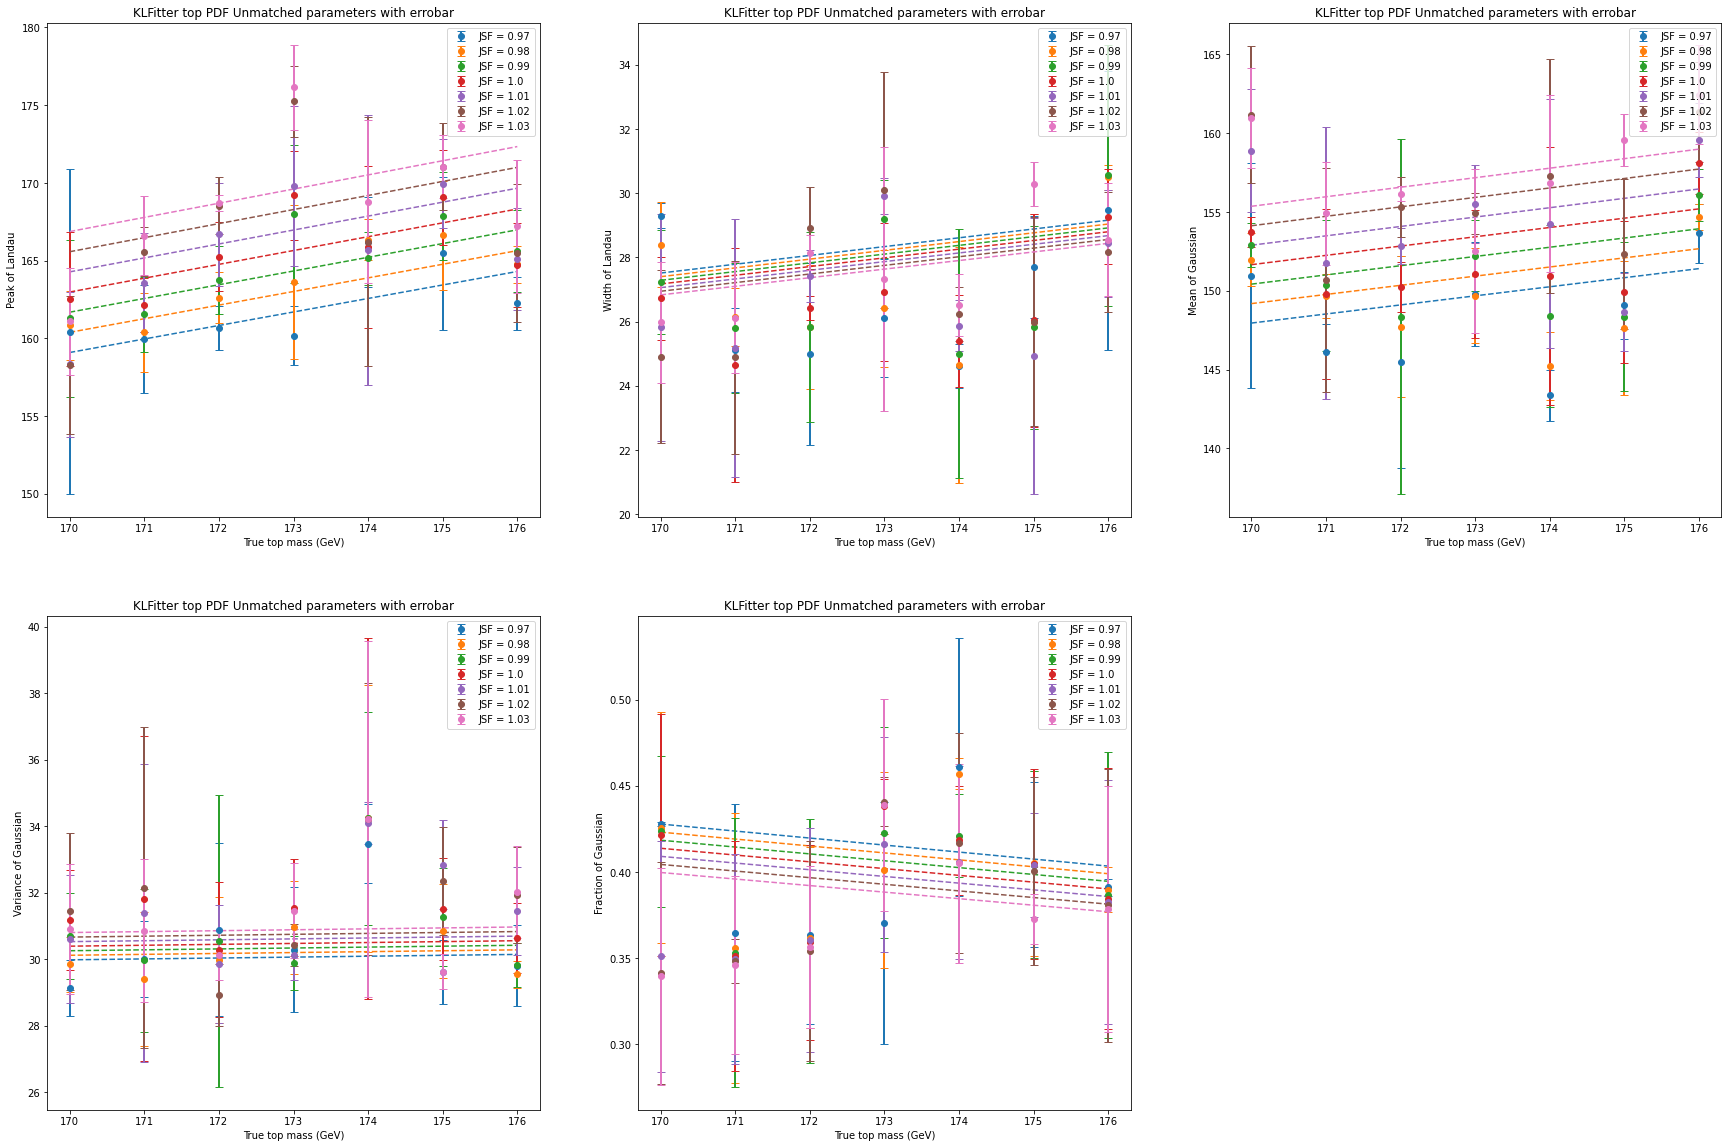 KLFitter top PDF Unmatched parameters with errobar
Peak of Landau
180
175
170
165
160
155
150
JSF = 0.97
JSF = 0.98
JSF = 0.99
JSF = 1.0
JSF = 1.01
JSF = 1.02
JSF = 1.03
170 171 172 173 174 175 176
True top mass (GeV)
KLFitter top PDF Unmatched parameters with errobar
Width of Landau
34
32
30
28
26
24
22
20
JSF = 0.97
JSF = 0.98
JSF = 0.99
JSF = 1.0
JSF = 1.01
JSF = 1.02
JSF = 1.03
170 171 172 173 174 175 176
True top mass (GeV)
KLFitter top PDF Unmatched parameters with errobar
Mean of Gaussian
165
160
155
150
145
140
JSF = 0.97
JSF = 0.98
JSF = 0.99
JSF = 1.0
JSF = 1.01
JSF = 1.02
JSF = 1.03
170 171 172 173 174 175 176
True top mass (GeV)
KLFitter top PDF Unmatched parameters with errobar
Variance of Gaussian
40
38
36
34
32
30
28
26
JSF = 0.97
JSF = 0.98
JSF = 0.99
JSF = 1.0
JSF = 1.01
JSF = 1.02
JSF = 1.03
170 171 172 173 174 175 176
True top mass (GeV)
KLFitter top PDF Unmatched parameters with errobar
Fraction of Gaussian
0.50
0.45
0.40
0.35
0.30
JSF = 0.97
JSF = 0.98
JSF = 0.99
JSF = 1.0
JSF = 1.01
JSF = 1.02
JSF = 1.03
170 171 172 173 174 175 176
True top mass (GeV)